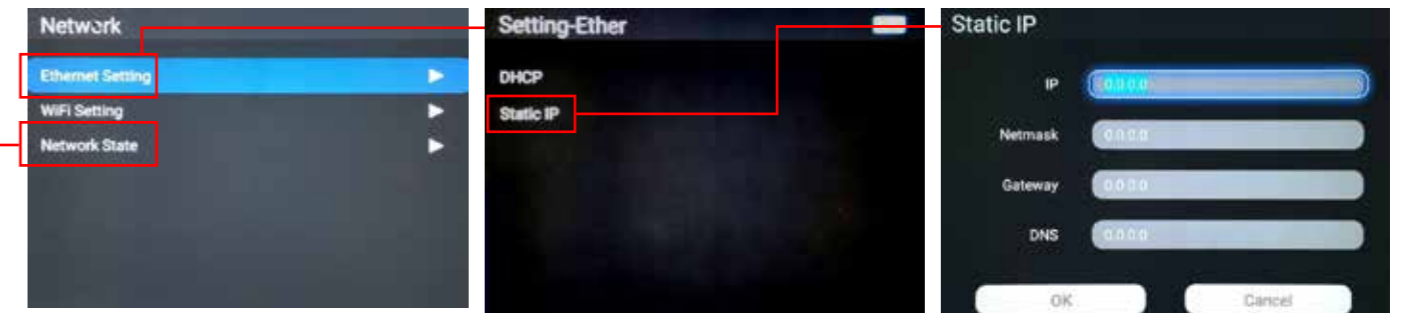 Network
Ethernet Setting
WiFi Setting
Network State
Setting-Ether
DHCP
Static IP
Static IP
IP 0.0.0.0
Netmask 0.0.0.0
Gateway 0.0.0.0
DNS 0.0.0.0
OK Cancel